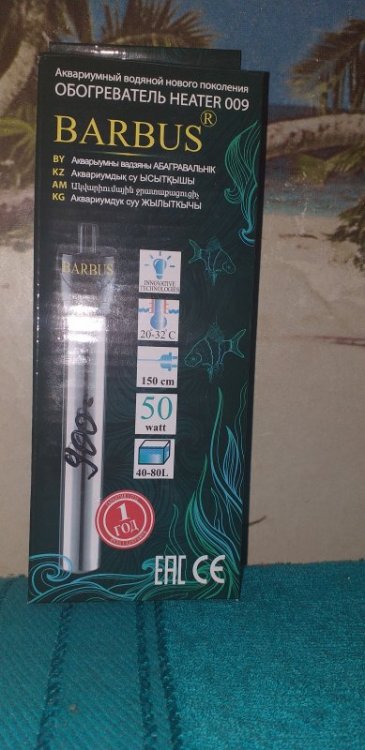 Аквариумный водяной нового поколения
ОБОГРЕВАТЕЛЬ HEATER 009
BARBUS®
BY Акварыумны вадзяны АБАГРАВАЛЬНІК
KZ Аквариумдық су ЫСЫТҚЫШЫ
AM Ակվարիումային ջրատաքացուցիչ
KG Аквариумдук суу ЖЫЛЫТКЫЧЫ
BARBUS
INNOVATIVE
TECHNOLOGIES
20-32°C
150 cm
50
watt
40-80L
900.-
1
ГОД
EAC CE